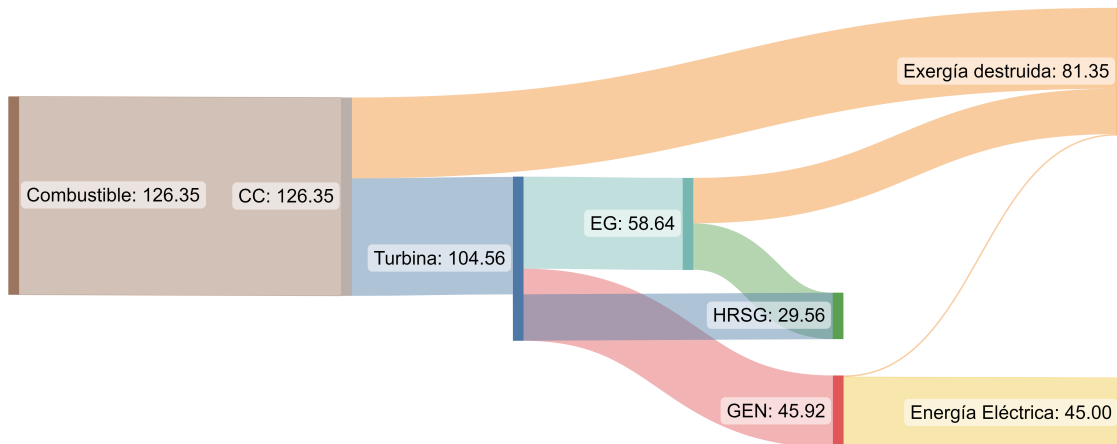 Exergía destruida: 81.35
Combustible: 126.35
CC: 126.35
EG: 58.64
Turbina: 104.56
HRSG: 29.56
GEN: 45.92
Energía Eléctrica: 45.00